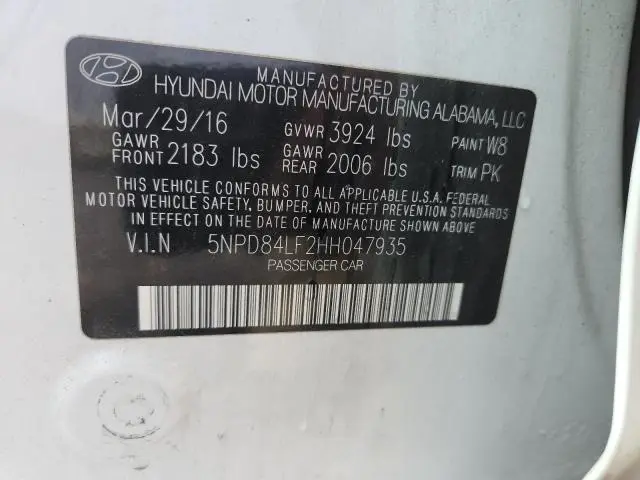 MANUFACTURED BY
HYUNDAI MOTOR MANUFACTURING ALABAMA, LLC
Mar/29/16 GVWR 3924 lbs PAINT W8
GAWR FRONT 2183 lbs GAWR REAR 2006 lbs TRIM PK
THIS VEHICLE CONFORMS TO ALL APPLICABLE U.S.A. FEDERAL
MOTOR VEHICLE SAFETY, BUMPER, AND THEFT PREVENTION STANDARDS
IN EFFECT ON THE DATE OF MANUFACTURE SHOWN ABOVE.
V.I.N 5NPD84LF2HH047935
PASSENGER CAR